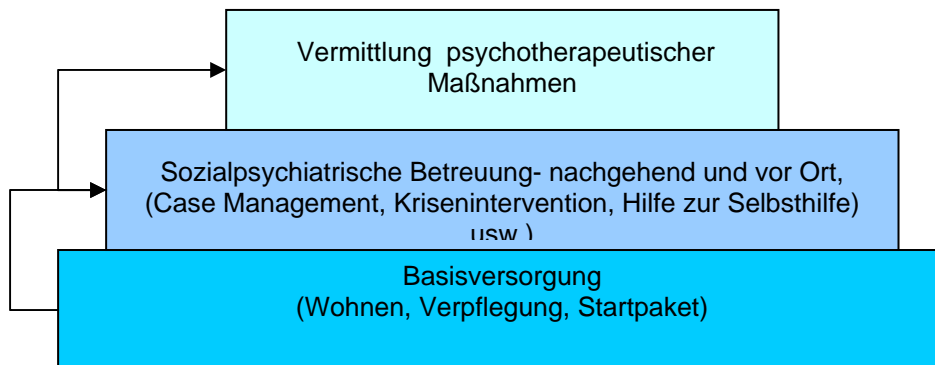 Vermittlung psychotherapeutischer
Maßnahmen
Sozialpsychiatrische Betreuung- nachgehend und vor Ort,
(Case Management, Krisenintervention, Hilfe zur Selbsthilfe)
usw.)
Basisversorgung
(Wohnen, Verpflegung, Startpaket)